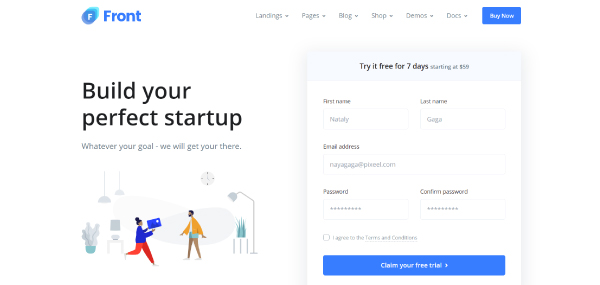 Front
Landings Pages Blog Shop Demos Docs Buy Now
Build your
perfect startup
Whatever your goal - we will get your there.
Try it free for 7 days starting at $59
First name Last name
Nataly Gaga
Email address
nayagaga@pixeel.com
Password Confirm password
********* *********
I agree to the Terms and Conditions
Claim your free trial